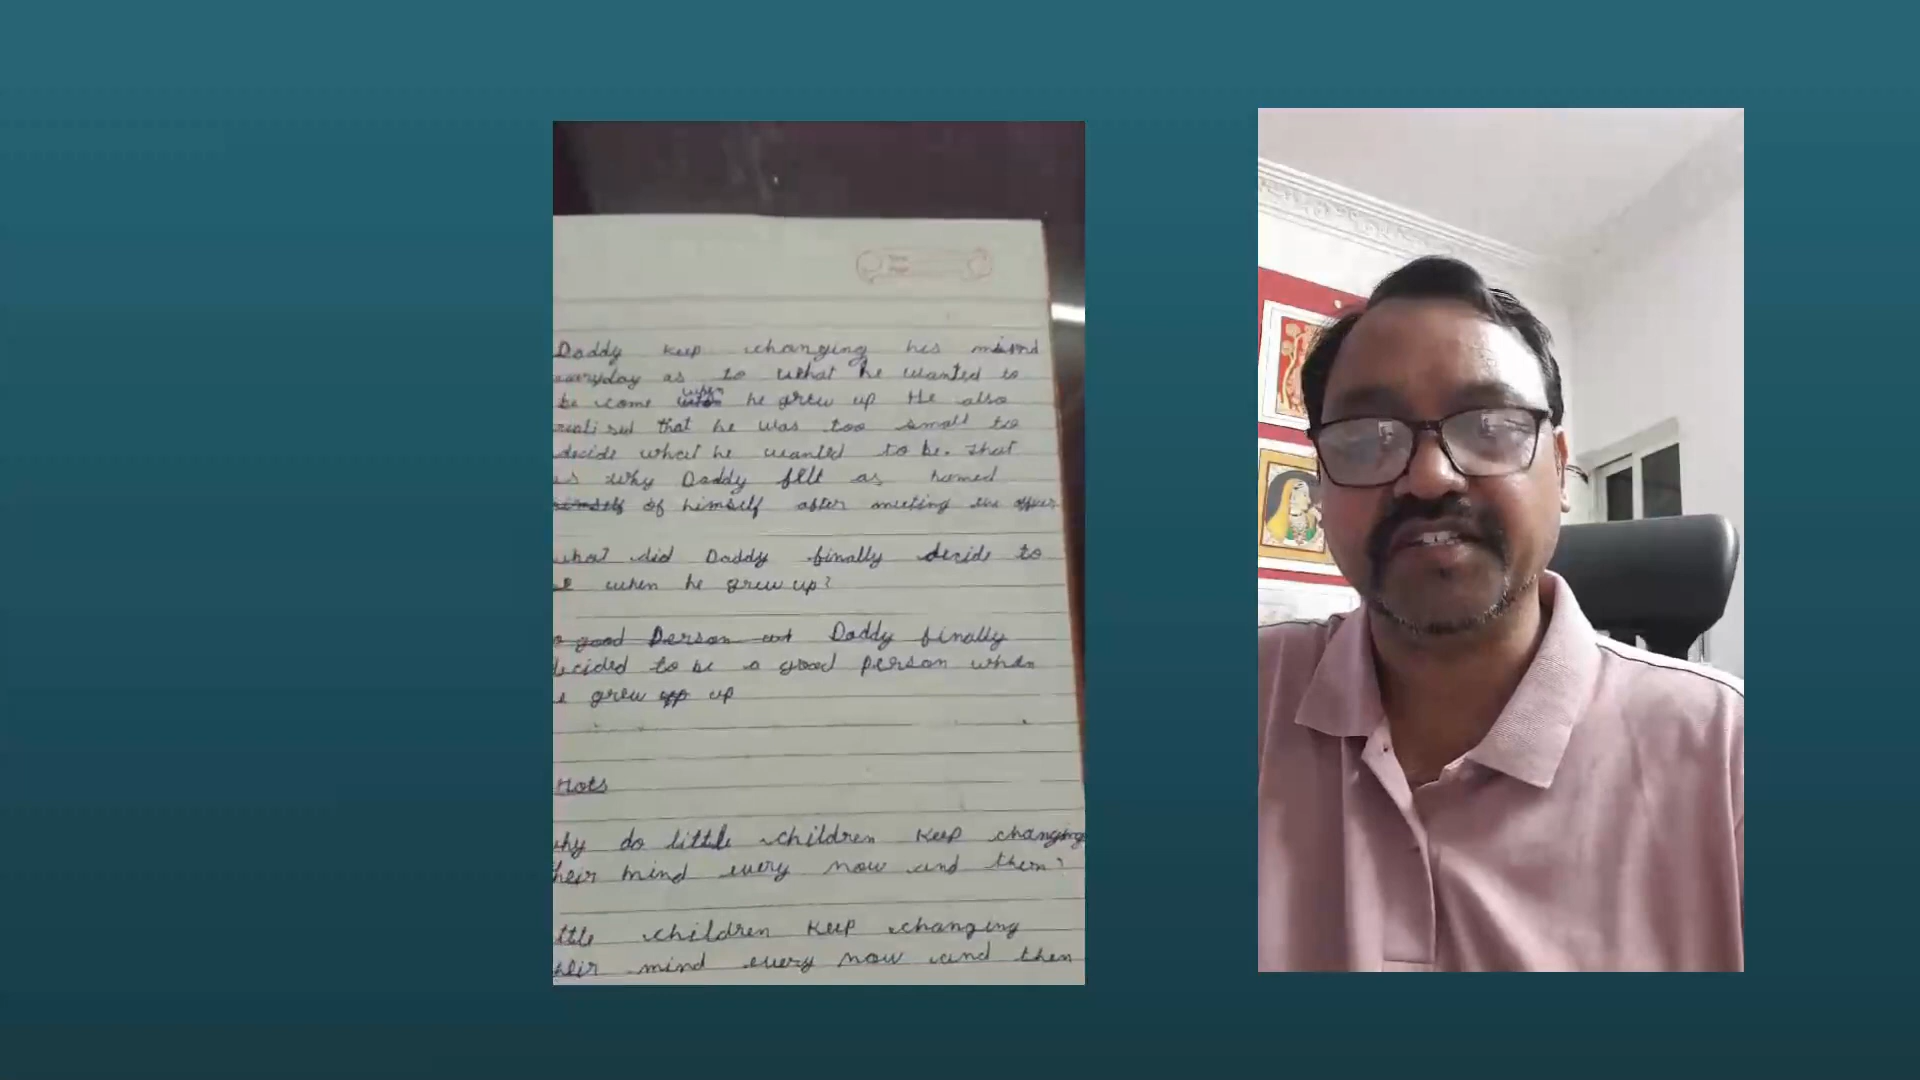 Daddy keep changing his mind
everyday as to what he wanted to
be come when he grew up He also
realised that he was too small to
decide what he wanted to be. That
is why Daddy felt as hamed
himself of himself after meeting the officer
what did Daddy finally decide to
be when he grew up?
a good Person Daddy finally
decided to be a good person when
grew up
Hots
why do little children keep changing
their mind every now and then?
ttle children keep changing
their mind every now and then